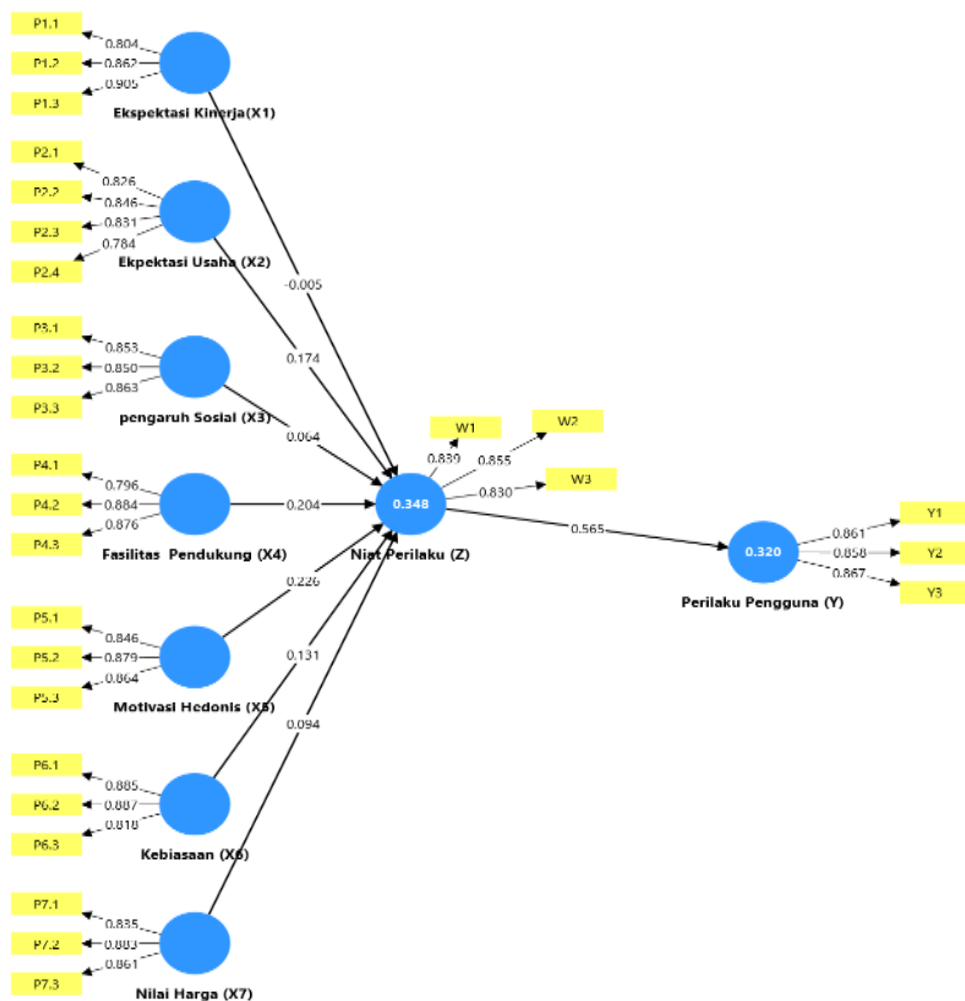 P1.1
0.804
P1.2
0.862
P1.3
0.905
Ekspektasi Kinerja(X1)
P2.1
0.826
P2.2
0.846
P2.3
0.831
P2.4
0.784
Ekpektasi Usaha (X2)
P3.1
0.853
P3.2
0.850
P3.3
0.863
pengaruh Sosial (X3)
P4.1
0.796
P4.2
0.884
P4.3
0.876
Fasilitas Pendukung (X4)
P5.1
0.846
P5.2
0.879
P5.3
0.864
Motivasi Hedonis (X5)
P6.1
0.885
P6.2
0.887
P6.3
0.818
Kebiasaan (X6)
P7.1
0.835
P7.2
0.883
P7.3
0.861
Nilai Harga (X7)
-0.005
0.174
0.064
0.204
0.226
0.131
0.094
W1
0.839
W2
0.855
W3
0.830
0.348
Niat Perilaku (Z)
0.565
0.320
Perilaku Pengguna (Y)
Y1
0.861
Y2
0.858
Y3
0.867